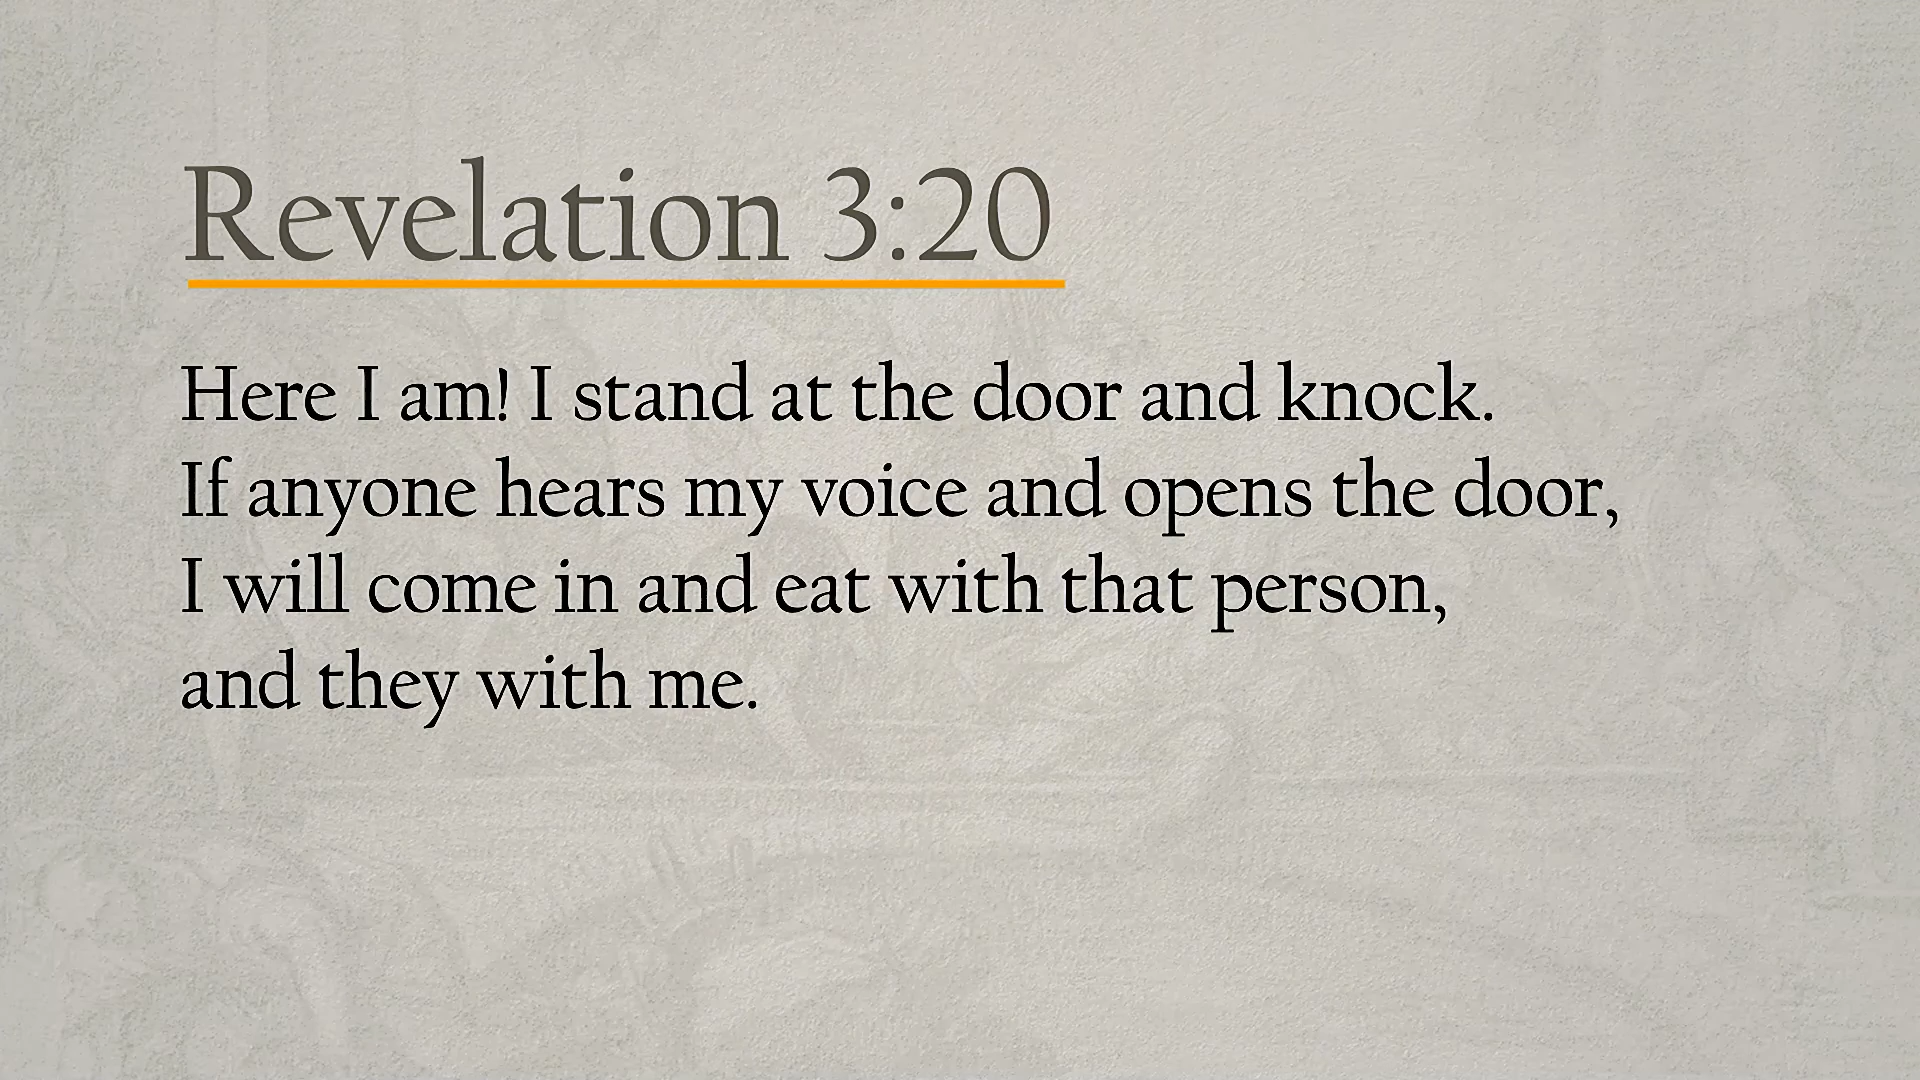 Revelation 3:20
Here I am! I stand at the door and knock.
If anyone hears my voice and opens the door,
I will come in and eat with that person,
and they with me.